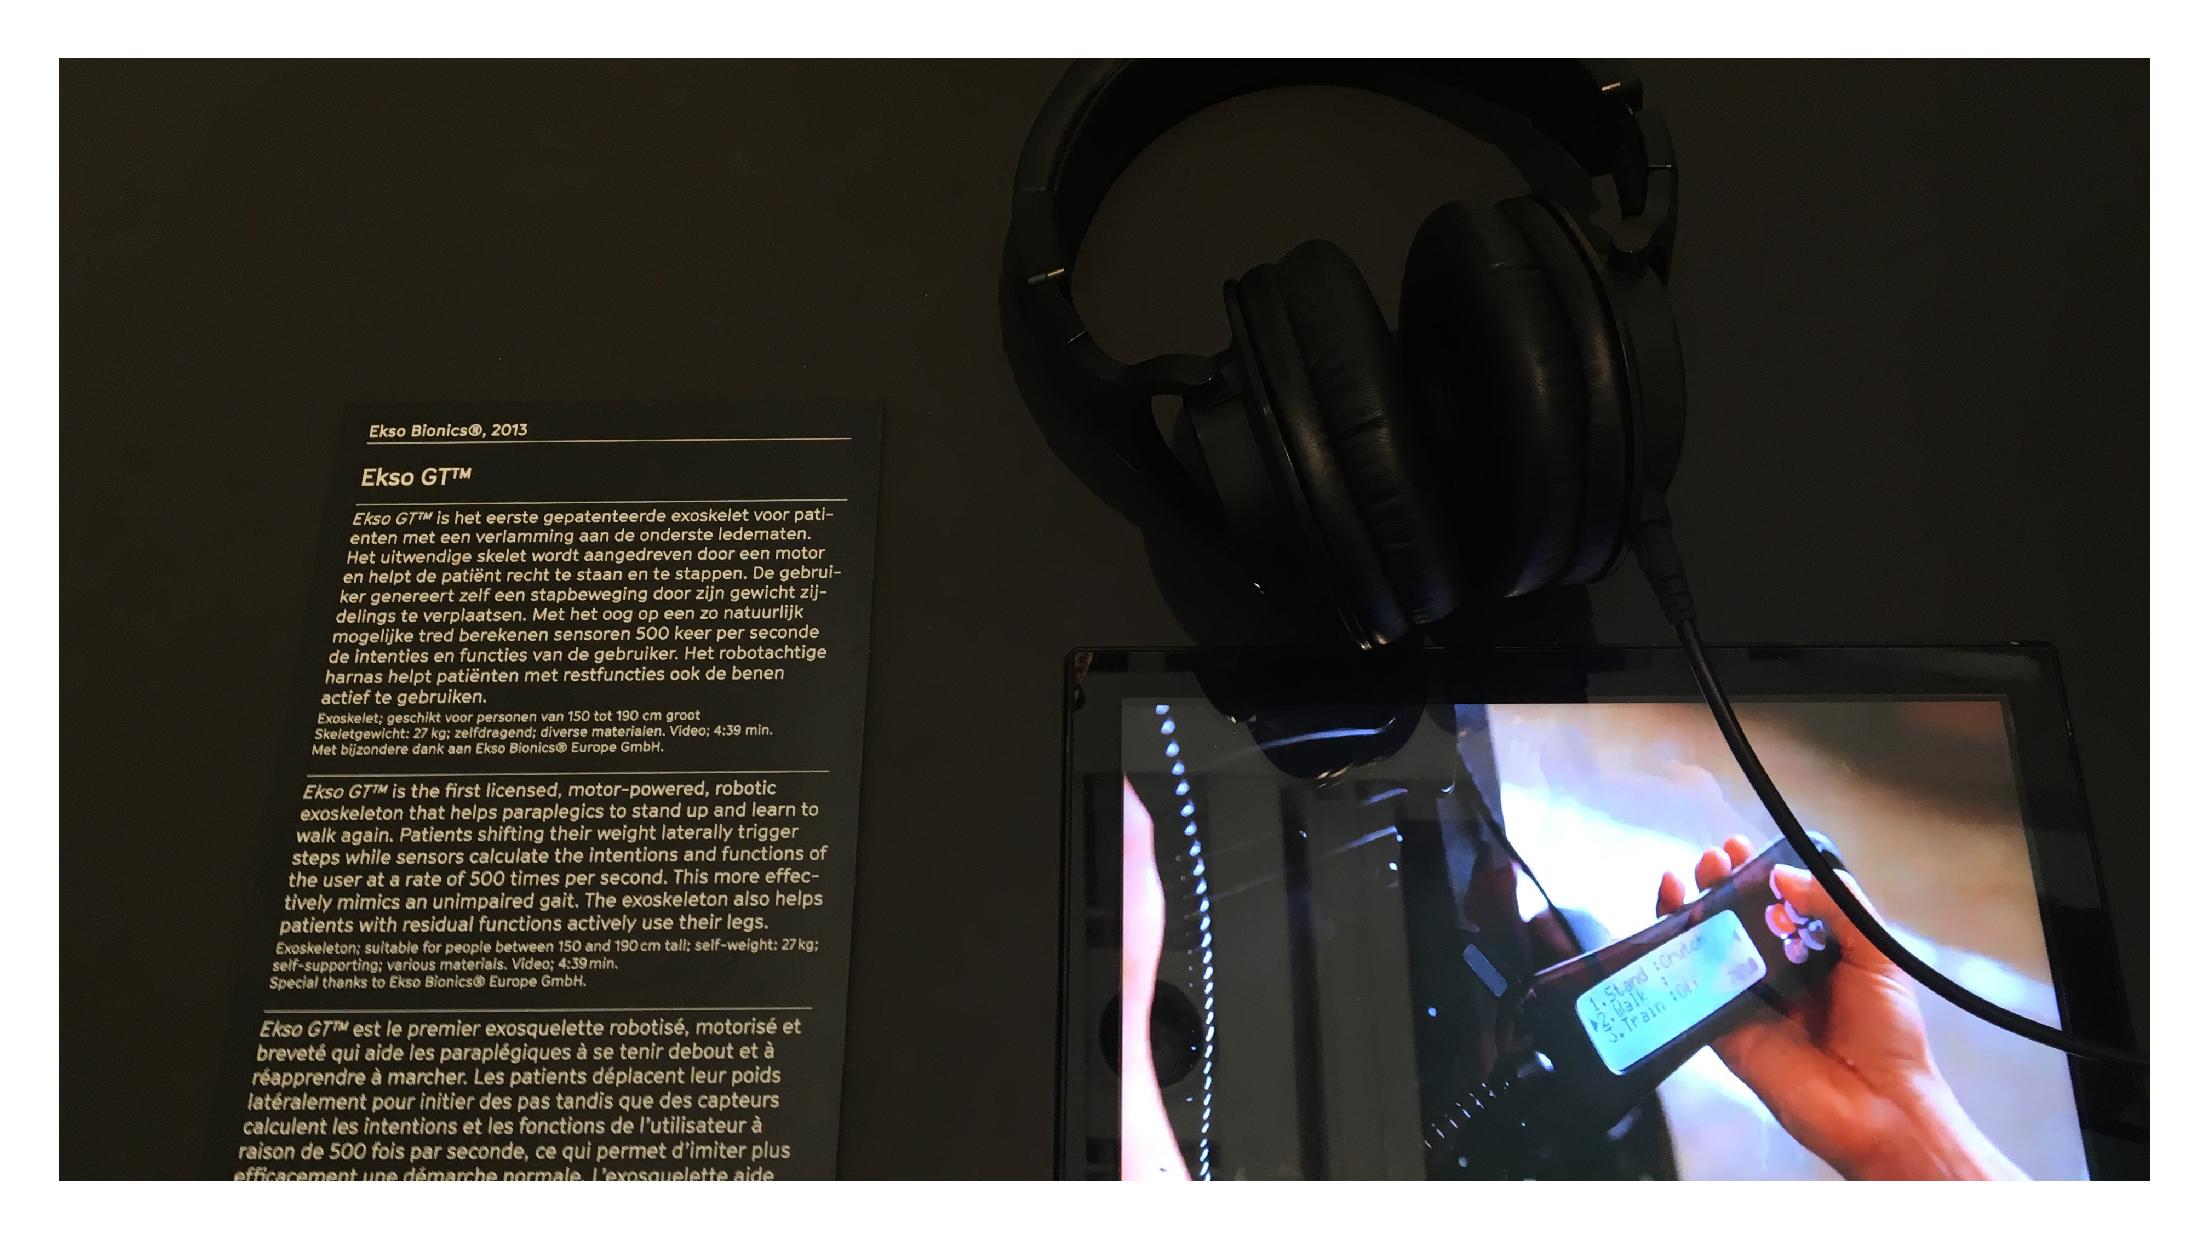 Ekso Bionics®, 2013
Ekso GT™
Ekso GT™ is het eerste gepatenteerde exoskelet voor pati-
enten met een verlamming aan de onderste ledematen.
Het uitwendige skelet wordt aangedreven door een motor
en helpt de patiënt recht te staan en te stappen. De gebrui-
ker genereert zelf een stapbeweging door zijn gewicht zij-
delings te verplaatsen. Met het oog op een zo natuurlijk
mogelijke tred berekenen sensoren 500 keer per seconde
de intenties en functies van de gebruiker. Het robotachtige
harnas helpt patiënten met restfuncties ook de benen
actief te gebruiken.
Exoskelet; geschikt voor personen van 150 tot 190 cm groot
Skeletgewicht: 27 kg; zelfdragend; diverse materialen. Video; 4:39 min.
Met bijzondere dank aan Ekso Bionics® Europe GmbH.
Ekso GT™ is the first licensed, motor-powered, robotic
exoskeleton that helps paraplegics to stand up and learn to
walk again. Patients shifting their weight laterally trigger
steps while sensors calculate the intentions and functions of
the user at a rate of 500 times per second. This more effec-
tively mimics an unimpaired gait. The exoskeleton also helps
patients with residual functions actively use their legs.
Exoskeleton; suitable for people between 150 and 190 cm tall; self-weight: 27 kg;
self-supporting; various materials. Video; 4:39 min.
Special thanks to Ekso Bionics® Europe GmbH.
Ekso GT™ est le premier exosquelette robotisé, motorisé et
breveté qui aide les paraplégiques à se tenir debout et à
réapprendre à marcher. Les patients déplacent leur poids
latéralement pour initier des pas tandis que des capteurs
calculent les intentions et les fonctions de l'utilisateur à
raison de 500 fois par seconde, ce qui permet d'imiter plus
efficacement une démarche normale. L'exosquelette aide
1.Stand :Crutch
2.Walk :
3.Train :